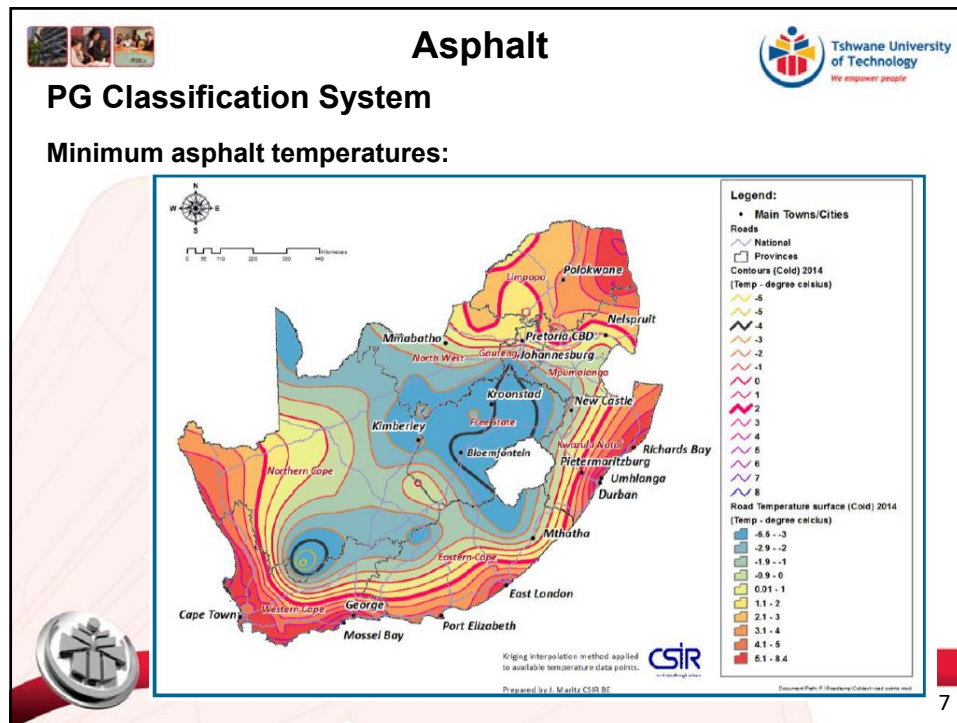 Asphalt
Tshwane University
of Technology
We empower people
PG Classification System
Minimum asphalt temperatures:
N
W E
S
Kilometres
0 55 110 220 330 440
Limpopo
Polokwane
Nelspruit
Mmabatho
Pretoria CBD
North West
Gauteng
Johannesburg
Mpumalanga
Kroonstad
New Castle
Kimberley
Free State
Bloemfontein
Kwazulu Natal
Richards Bay
Northern Cape
Pietermaritzburg
Umhlanga
Durban
Mthatha
Eastern Cape
East London
Cape Town
Western Cape
George
Port Elizabeth
Mossel Bay
Kriging interpolation method applied
to available temperature data points.
CSIR
Prepared by J. Maritz CSIR BE
Legend:
Main Towns/Cities
Roads
National
Provinces
Contours (Cold) 2014
(Temp - degree celsius)
-6
-5
-4
-3
-2
-1
0
1
2
3
4
5
6
7
8
Road Temperature surface (Cold) 2014
(Temp - degree celcius)
-6.5 - -3
-2.9 - -2
-1.9 - -1
-0.9 - 0
0.01 - 1
1.1 - 2
2.1 - 3
3.1 - 4
4.1 - 5
5.1 - 8.4
7